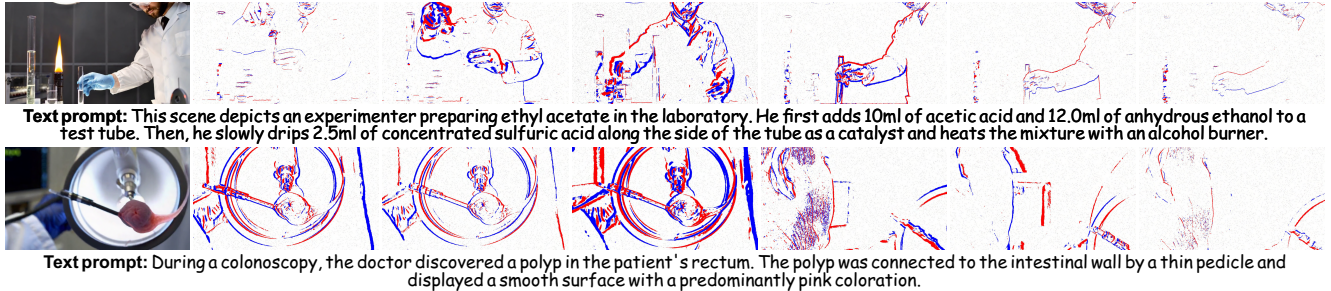 Text prompt: This scene depicts an experimenter preparing ethyl acetate in the laboratory. He first adds 10ml of acetic acid and 12.0ml of anhydrous ethanol to a
test tube. Then, he slowly drips 2.5ml of concentrated sulfuric acid along the side of the tube as a catalyst and heats the mixture with an alcohol burner.
Text prompt: During a colonoscopy, the doctor discovered a polyp in the patient's rectum. The polyp was connected to the intestinal wall by a thin pedicle and
displayed a smooth surface with a predominantly pink coloration.